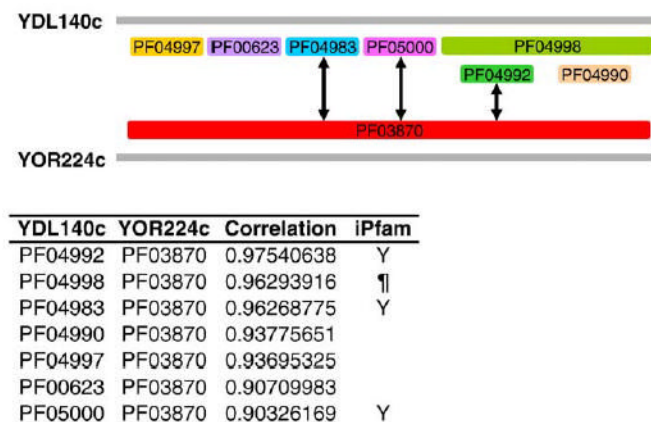 YDL140c
PF04997 PF00623 PF04983 PF05000 PF04998
PF04992 PF04990
PF03870
YOR224c
YDL140c YOR224c Correlation iPfam
PF04992 PF03870 0.97540638 Y
PF04998 PF03870 0.96293916 ¶
PF04983 PF03870 0.96268775 Y
PF04990 PF03870 0.93775651
PF04997 PF03870 0.93695325
PF00623 PF03870 0.90709983
PF05000 PF03870 0.90326169 Y